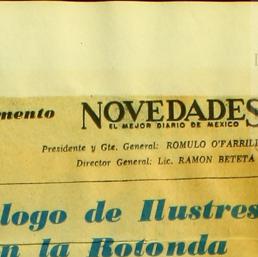 mento NOVEDADES
EL MEJOR DIARIO DE MEXICO
Presidente y Gte. General: ROMULO O'FARRILL
Director General: Lic. RAMON BETETA
logo de Ilustres
n la Rotonda